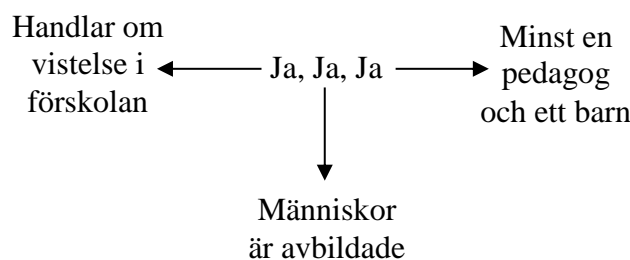 Handlar om
vistelse i
förskolan
Ja, Ja, Ja
Minst en
pedagog
och ett barn
Människor
är avbildade